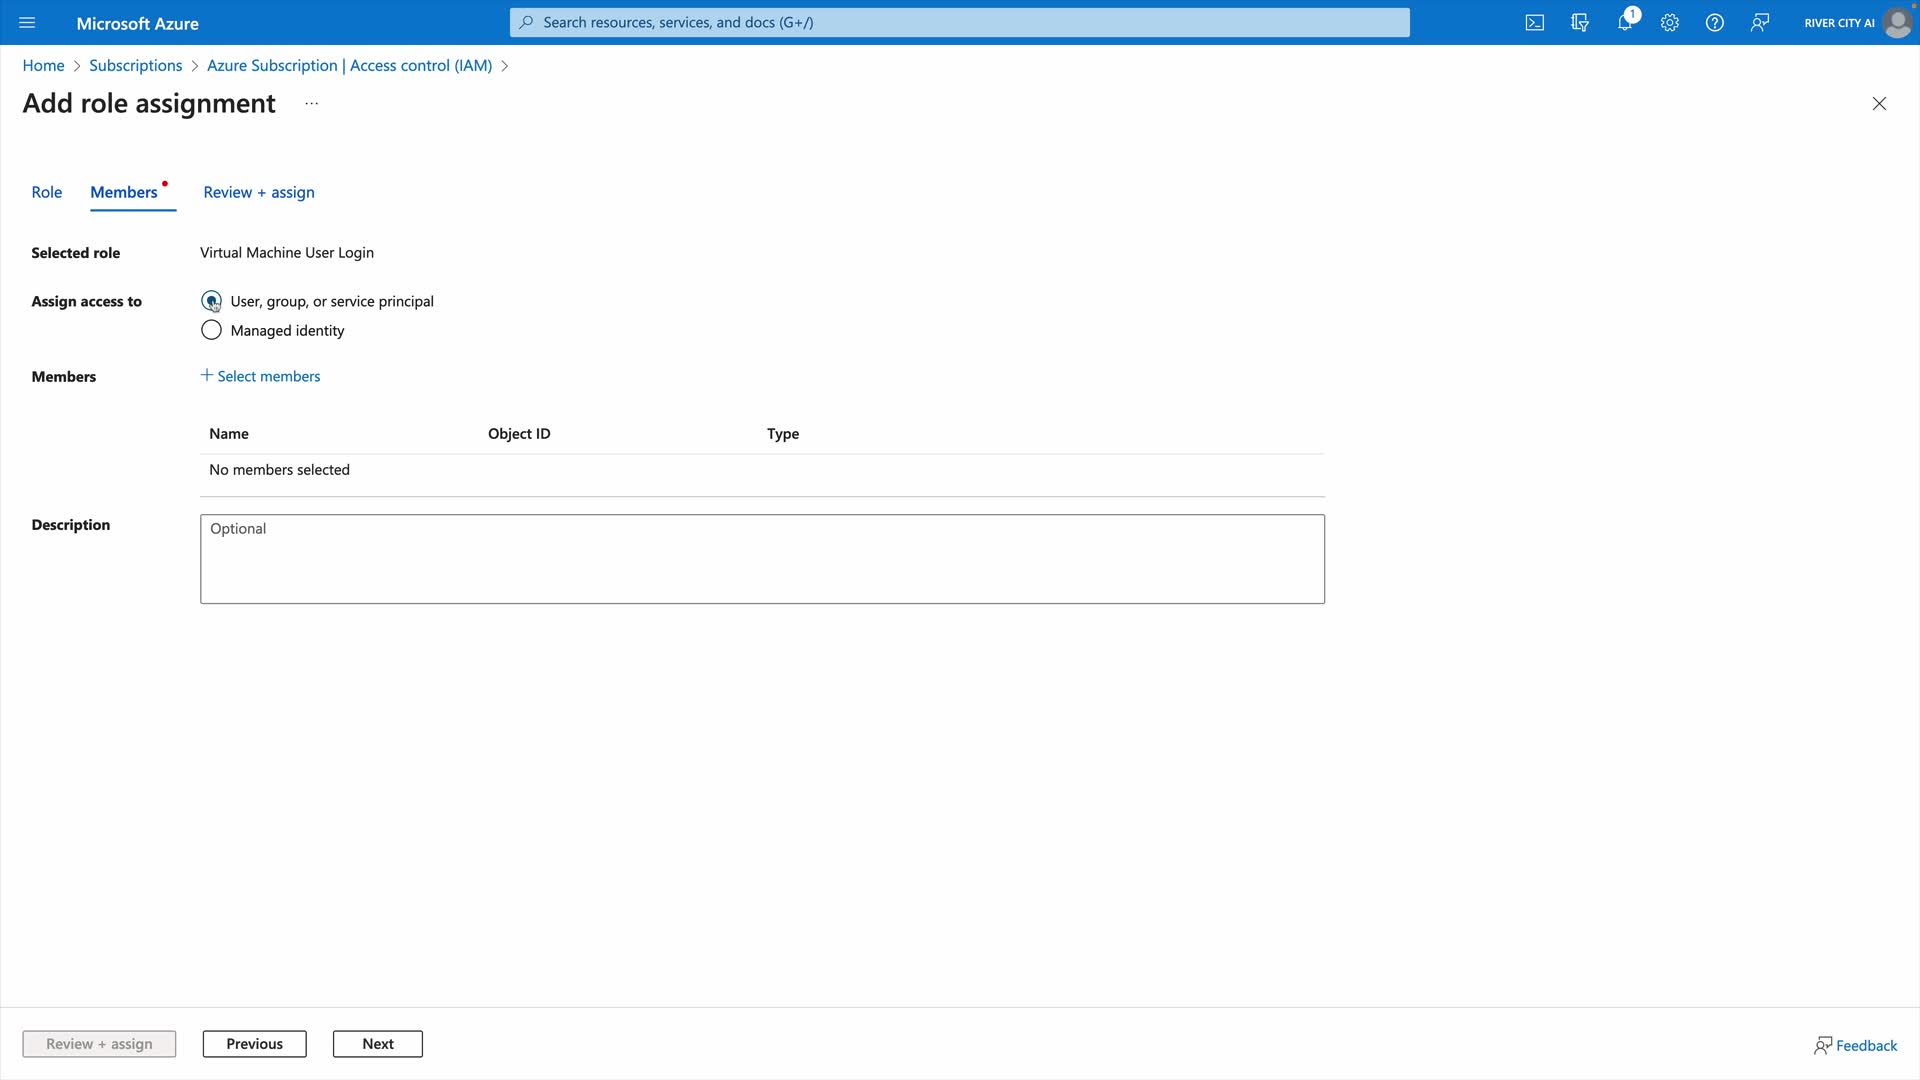 Microsoft Azure
Search resources, services, and docs (G+/)
1
RIVER CITY AI
Home > Subscriptions > Azure Subscription | Access control (IAM) >
Add role assignment ...
Role Members Review + assign
Selected role Virtual Machine User Login
Assign access to User, group, or service principal
Managed identity
Members + Select members
Name Object ID Type
No members selected
Description Optional
Review + assign Previous Next Feedback